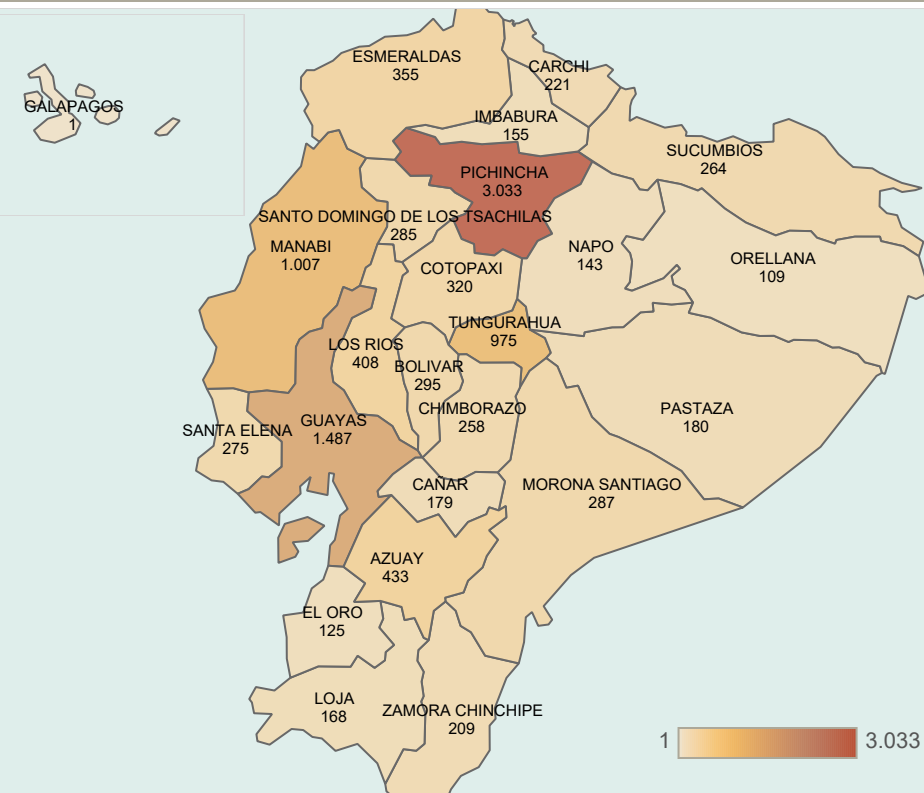 ESMERALDAS
355
CARCHI
221
GALAPAGOS
1
IMBABURA
155
SUCUMBIOS
264
PICHINCHA
3.033
SANTO DOMINGO DE LOS TSACHILAS
285
MANABI
1.007
NAPO
143
ORELLANA
109
COTOPAXI
320
TUNGURAHUA
975
LOS RIOS
408
BOLIVAR
295
CHIMBORAZO
258
PASTAZA
180
GUAYAS
1.487
SANTA ELENA
275
CAÑAR
179
MORONA SANTIAGO
287
AZUAY
433
EL ORO
125
LOJA
168
ZAMORA CHINCHIPE
209
1
3.033